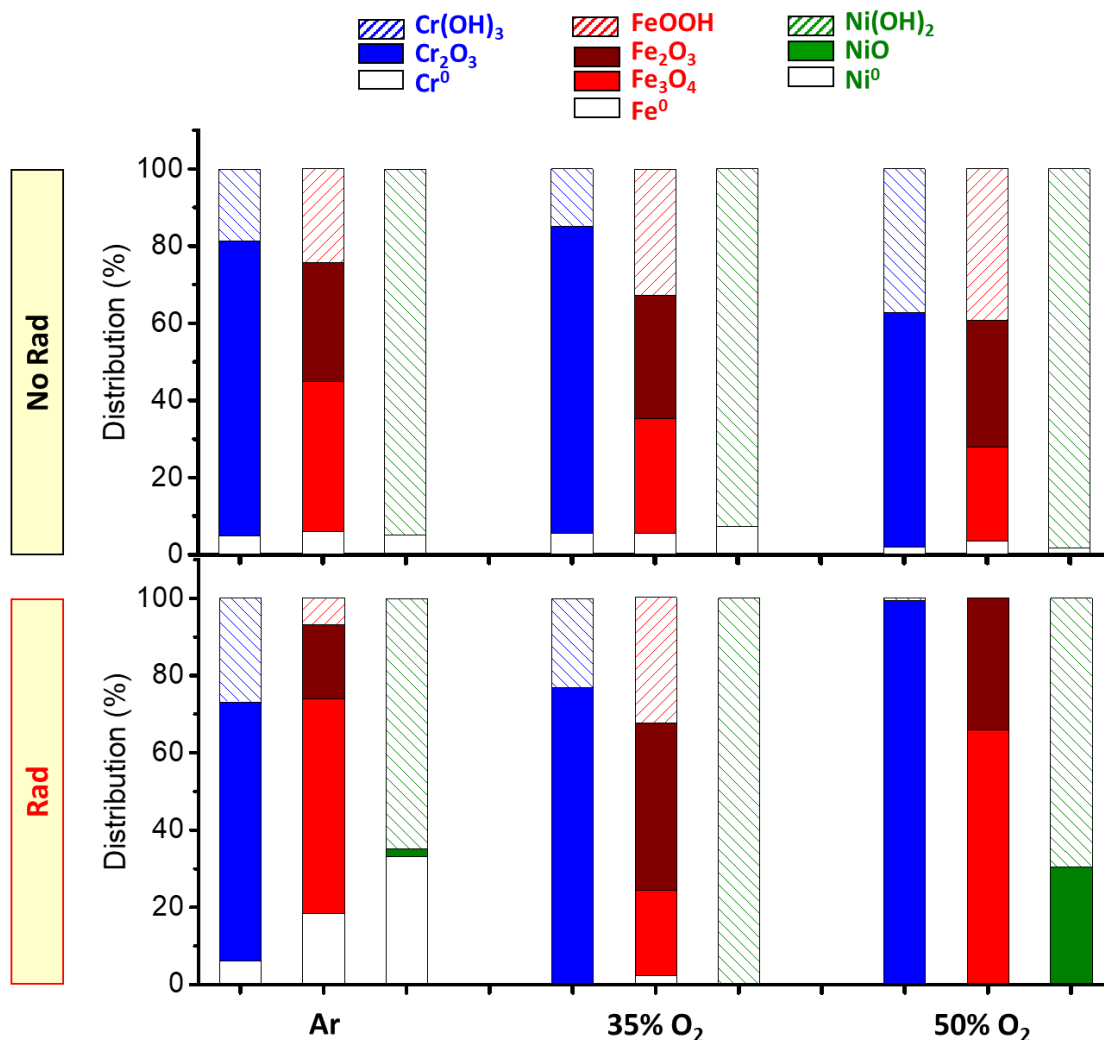 Cr(OH)₃
Cr₂O₃
Cr⁰
FeOOH
Fe₂O₃
Fe₃O₄
Fe⁰
Ni(OH)₂
NiO
Ni⁰
No Rad
Distribution (%)
100
80
60
40
20
0
Rad
Distribution (%)
100
80
60
40
20
0
Ar
35% O₂
50% O₂